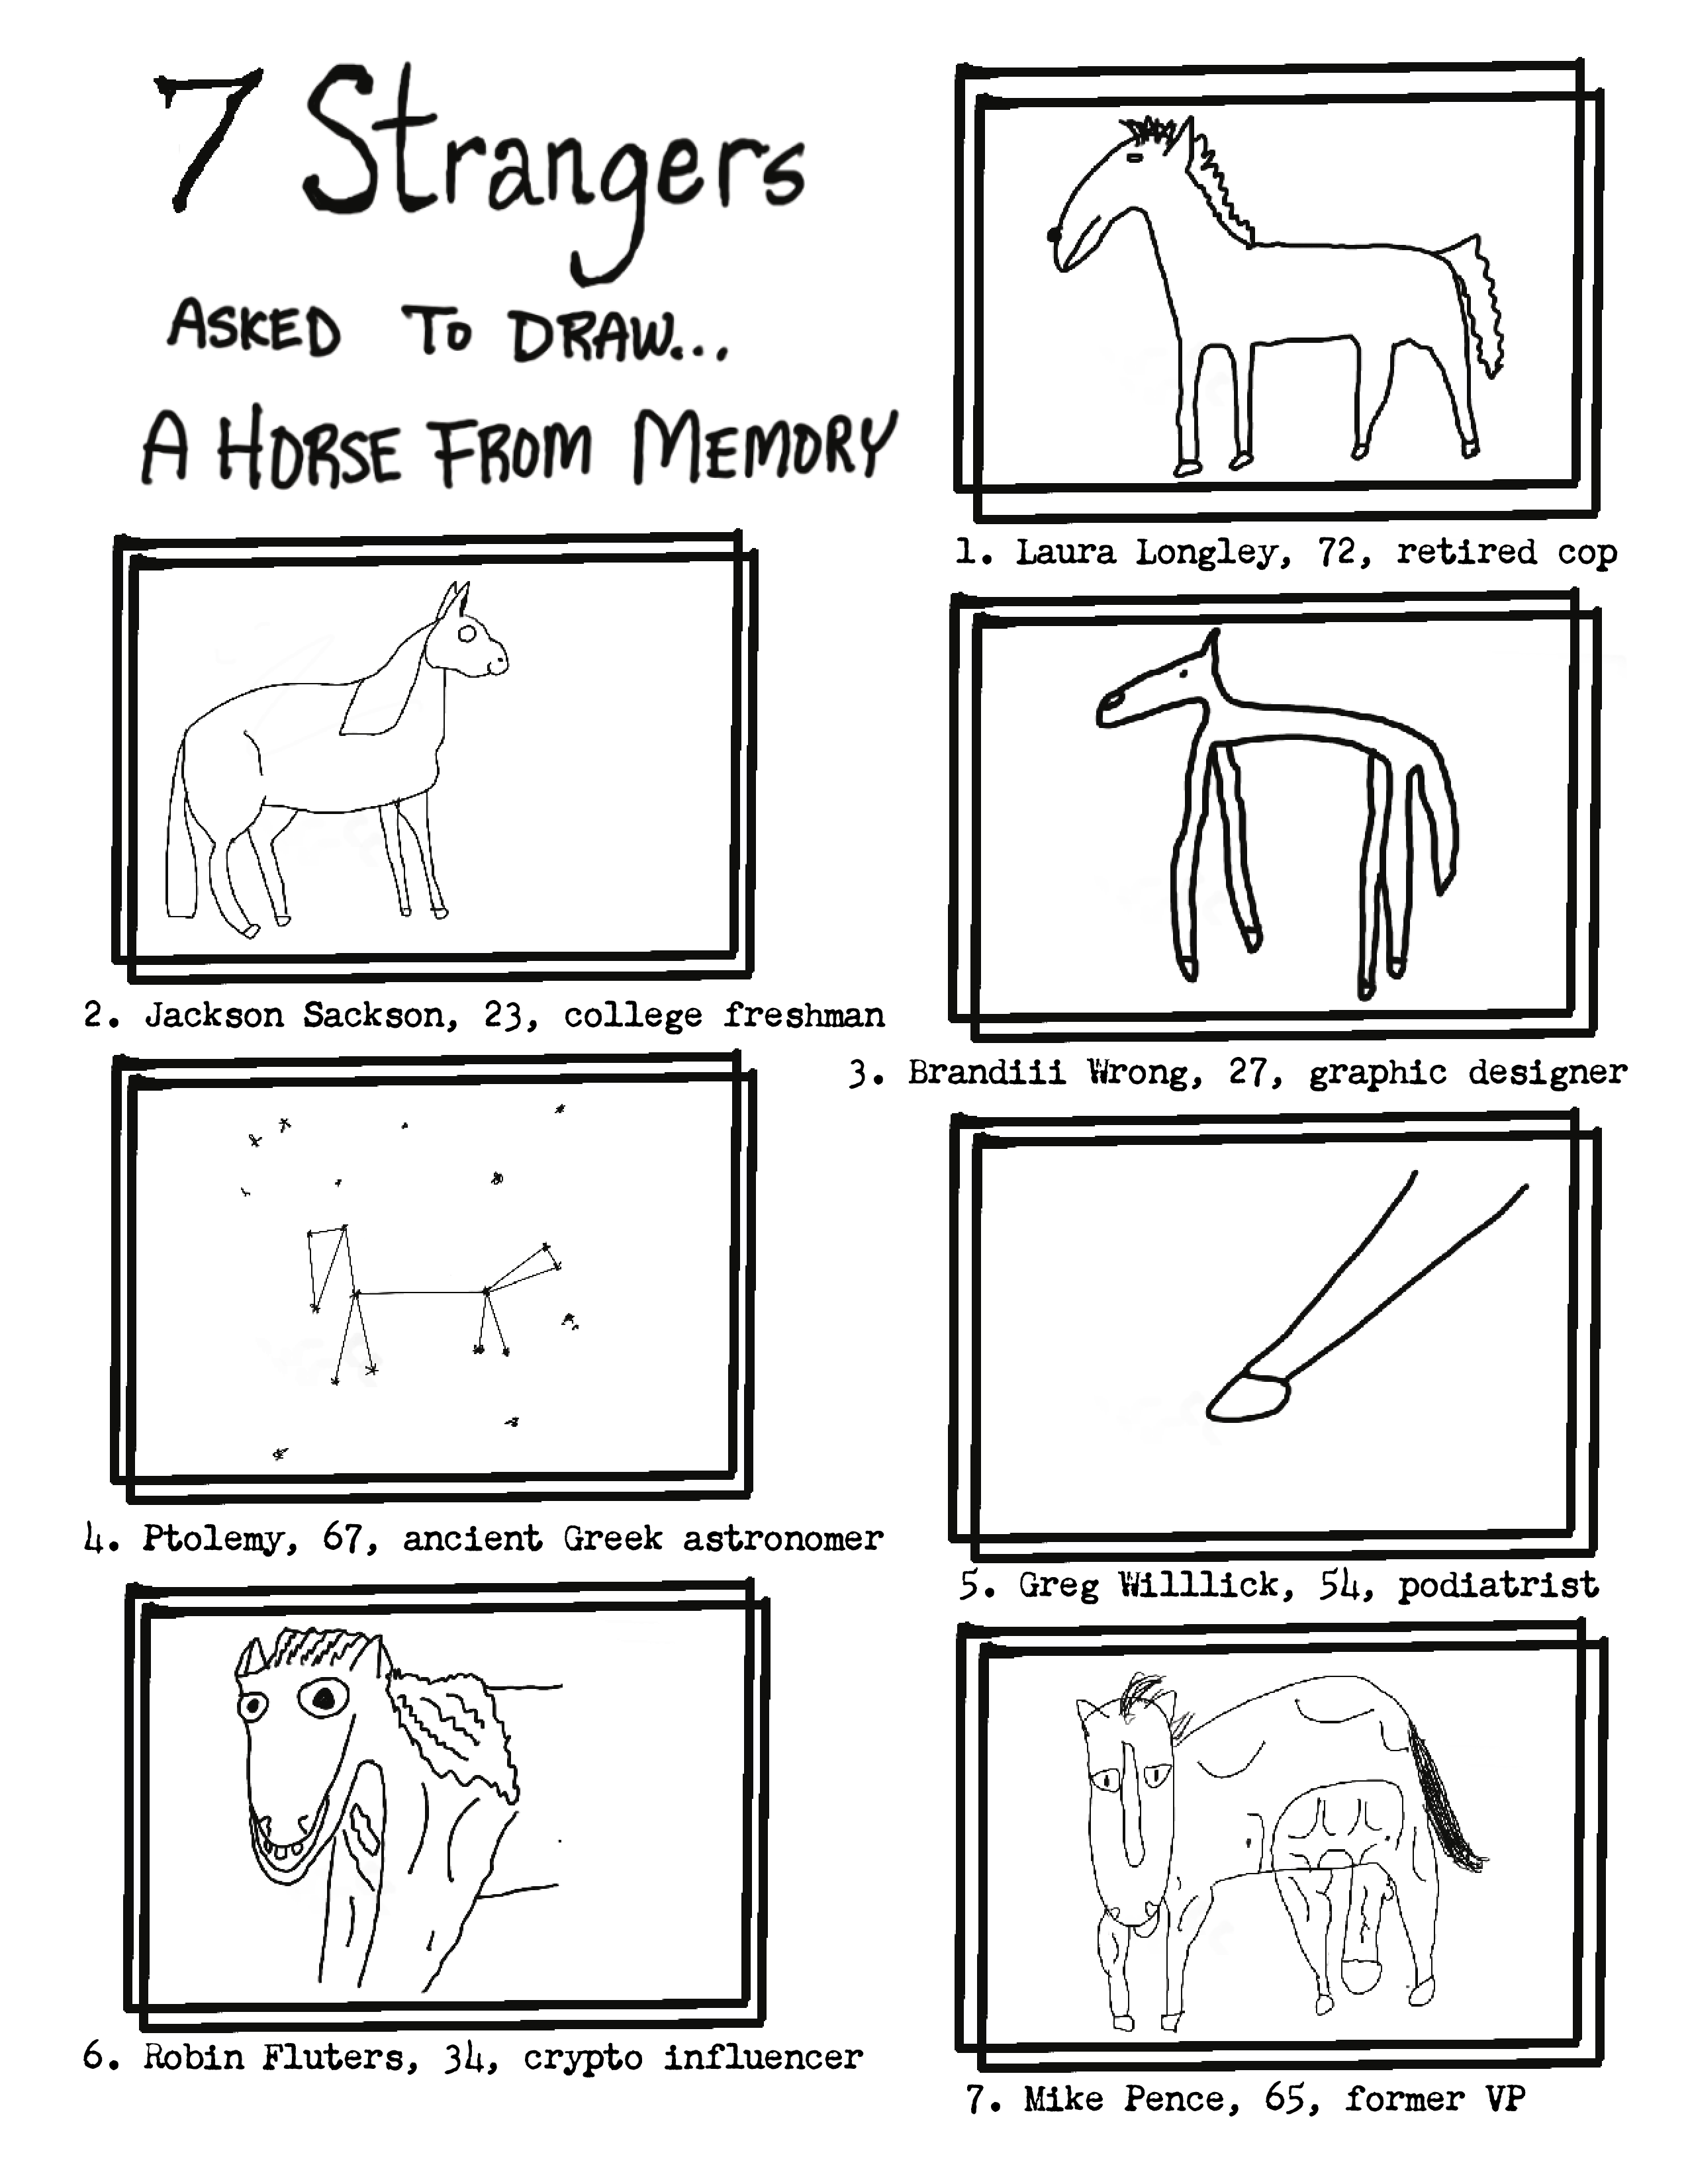 7 Strangers
ASKED TO DRAW...
A HORSE FROM MEMORY
1. Laura Longley, 72, retired cop
2. Jackson Sackson, 23, college freshman
3. Brandiii Wrong, 27, graphic designer
4. Ptolemy, 67, ancient Greek astronomer
5. Greg Willlick, 54, podiatrist
6. Robin Fluters, 34, crypto influencer
7. Mike Pence, 65, former VP